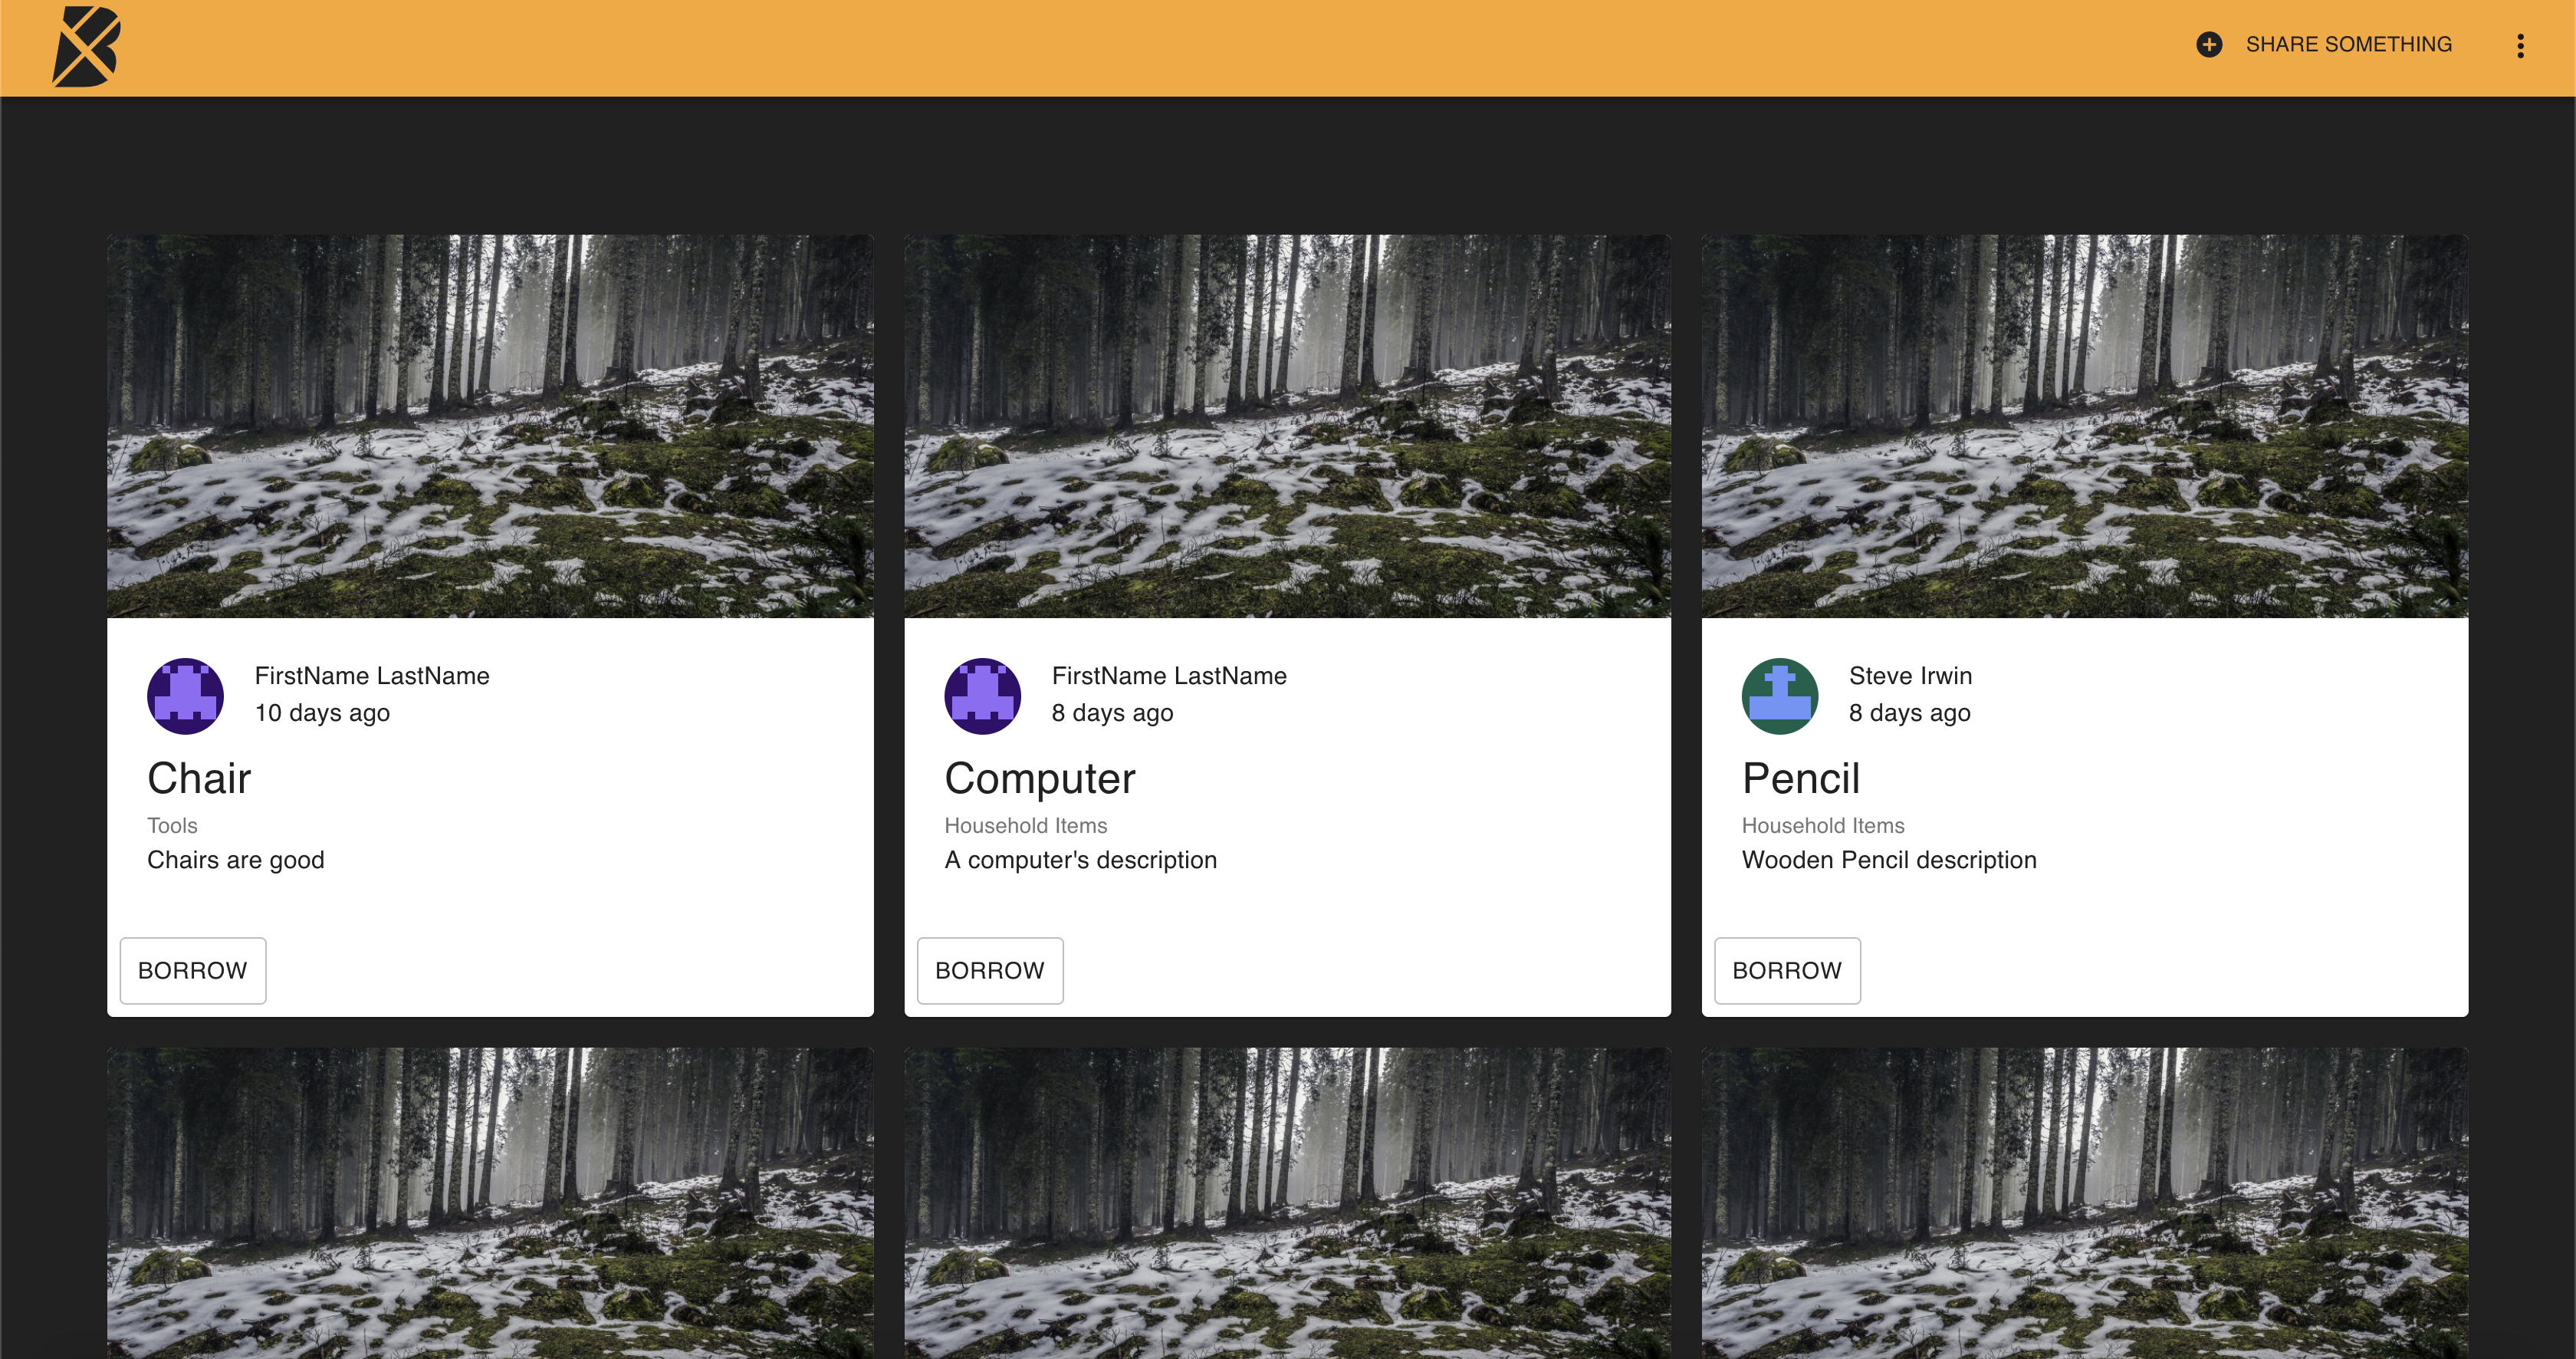 SHARE SOMETHING
FirstName LastName
10 days ago
Chair
Tools
Chairs are good
BORROW
FirstName LastName
8 days ago
Computer
Household Items
A computer's description
BORROW
Steve Irwin
8 days ago
Pencil
Household Items
Wooden Pencil description
BORROW